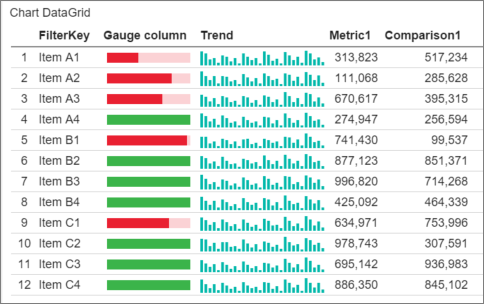 Chart DataGrid
FilterKey Gauge column Trend Metric1 Comparison1
1 Item A1 313,823 517,234
2 Item A2 111,068 285,628
3 Item A3 670,617 395,315
4 Item A4 274,947 256,594
5 Item B1 741,430 99,537
6 Item B2 877,123 851,371
7 Item B3 996,820 714,268
8 Item B4 425,092 464,339
9 Item C1 634,971 753,996
10 Item C2 978,743 307,591
11 Item C3 695,142 936,983
12 Item C4 886,350 845,102